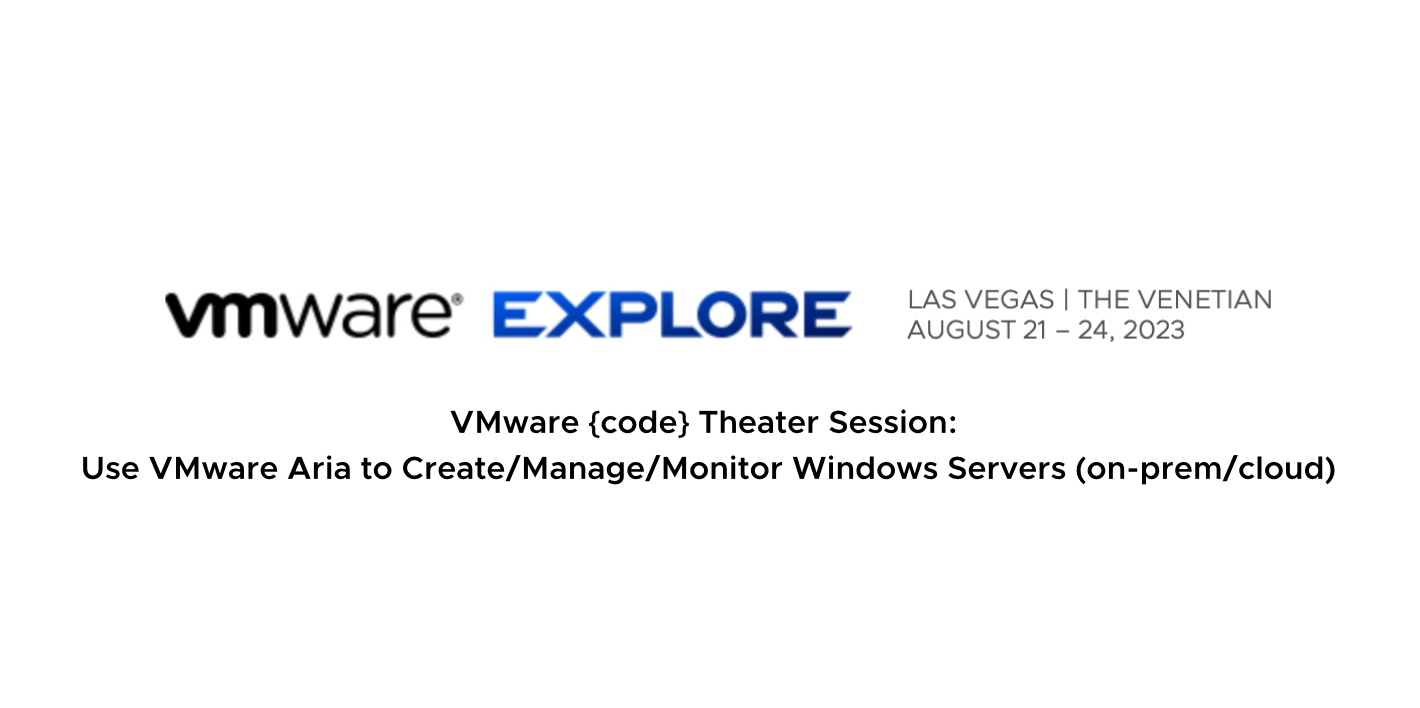 vmware® EXPLORE
LAS VEGAS | THE VENETIAN
AUGUST 21 – 24, 2023
VMware {code} Theater Session:
Use VMware Aria to Create/Manage/Monitor Windows Servers (on-prem/cloud)